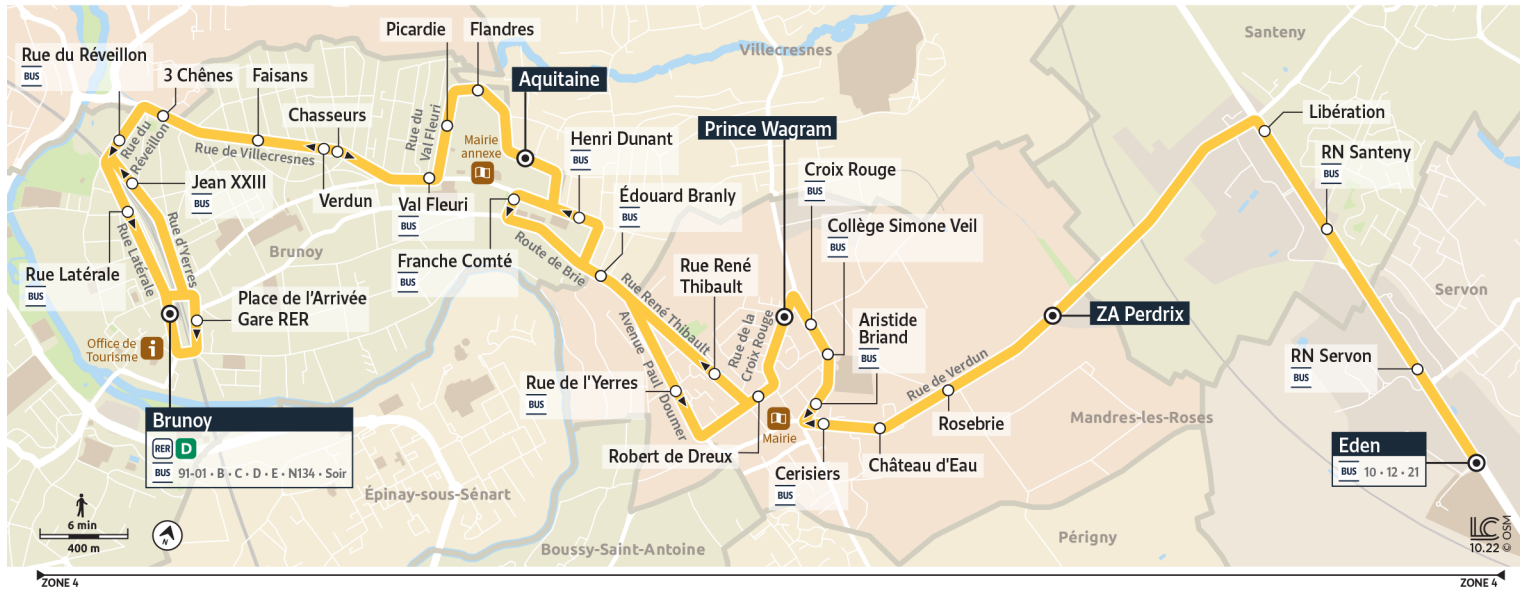 Picardie
Flandres
Rue du Réveillon
BUS
3 Chênes
Faisans
Aquitaine
Chasseurs
Villecresnes
Santeny
Libération
Rue du
Val Fleuri
Mairie
annexe
Henri Dunant
BUS
Prince Wagram
RN Santeny
BUS
Rue du
Réveillon
Rue de Villecresnes
Jean XXIII
BUS
Verdun
Val Fleuri
BUS
Édouard Branly
BUS
Croix Rouge
BUS
Collège Simone Veil
BUS
Rue Latérale
BUS
Rue Latérale
Rue d'Yerres
Brunoy
Franche Comté
BUS
Route de Brie
Rue René
Thibault
Servon
Place de l'Arrivée
Gare RER
Rue René Thibault
Avenue Paul Doumer
Rue de la
Croix Rouge
Aristide
Briand
BUS
ZA Perdrix
Office de
Tourisme
i
RN Servon
BUS
Rue de l'Yerres
BUS
Rue de Verdun
Rosebrie
Mandres-les-Roses
Brunoy
RER D
BUS 91-01 • B • C • D • E • N134 • Soir
Mairie
Robert de Dreux
Cerisiers
BUS
Château d'Eau
Eden
BUS 10 • 12 • 21
Épinay-sous-Sénart
6 min
400 m
N
Boussy-Saint-Antoine
Périgny
LC
10.22 © OSM
ZONE 4
ZONE 4